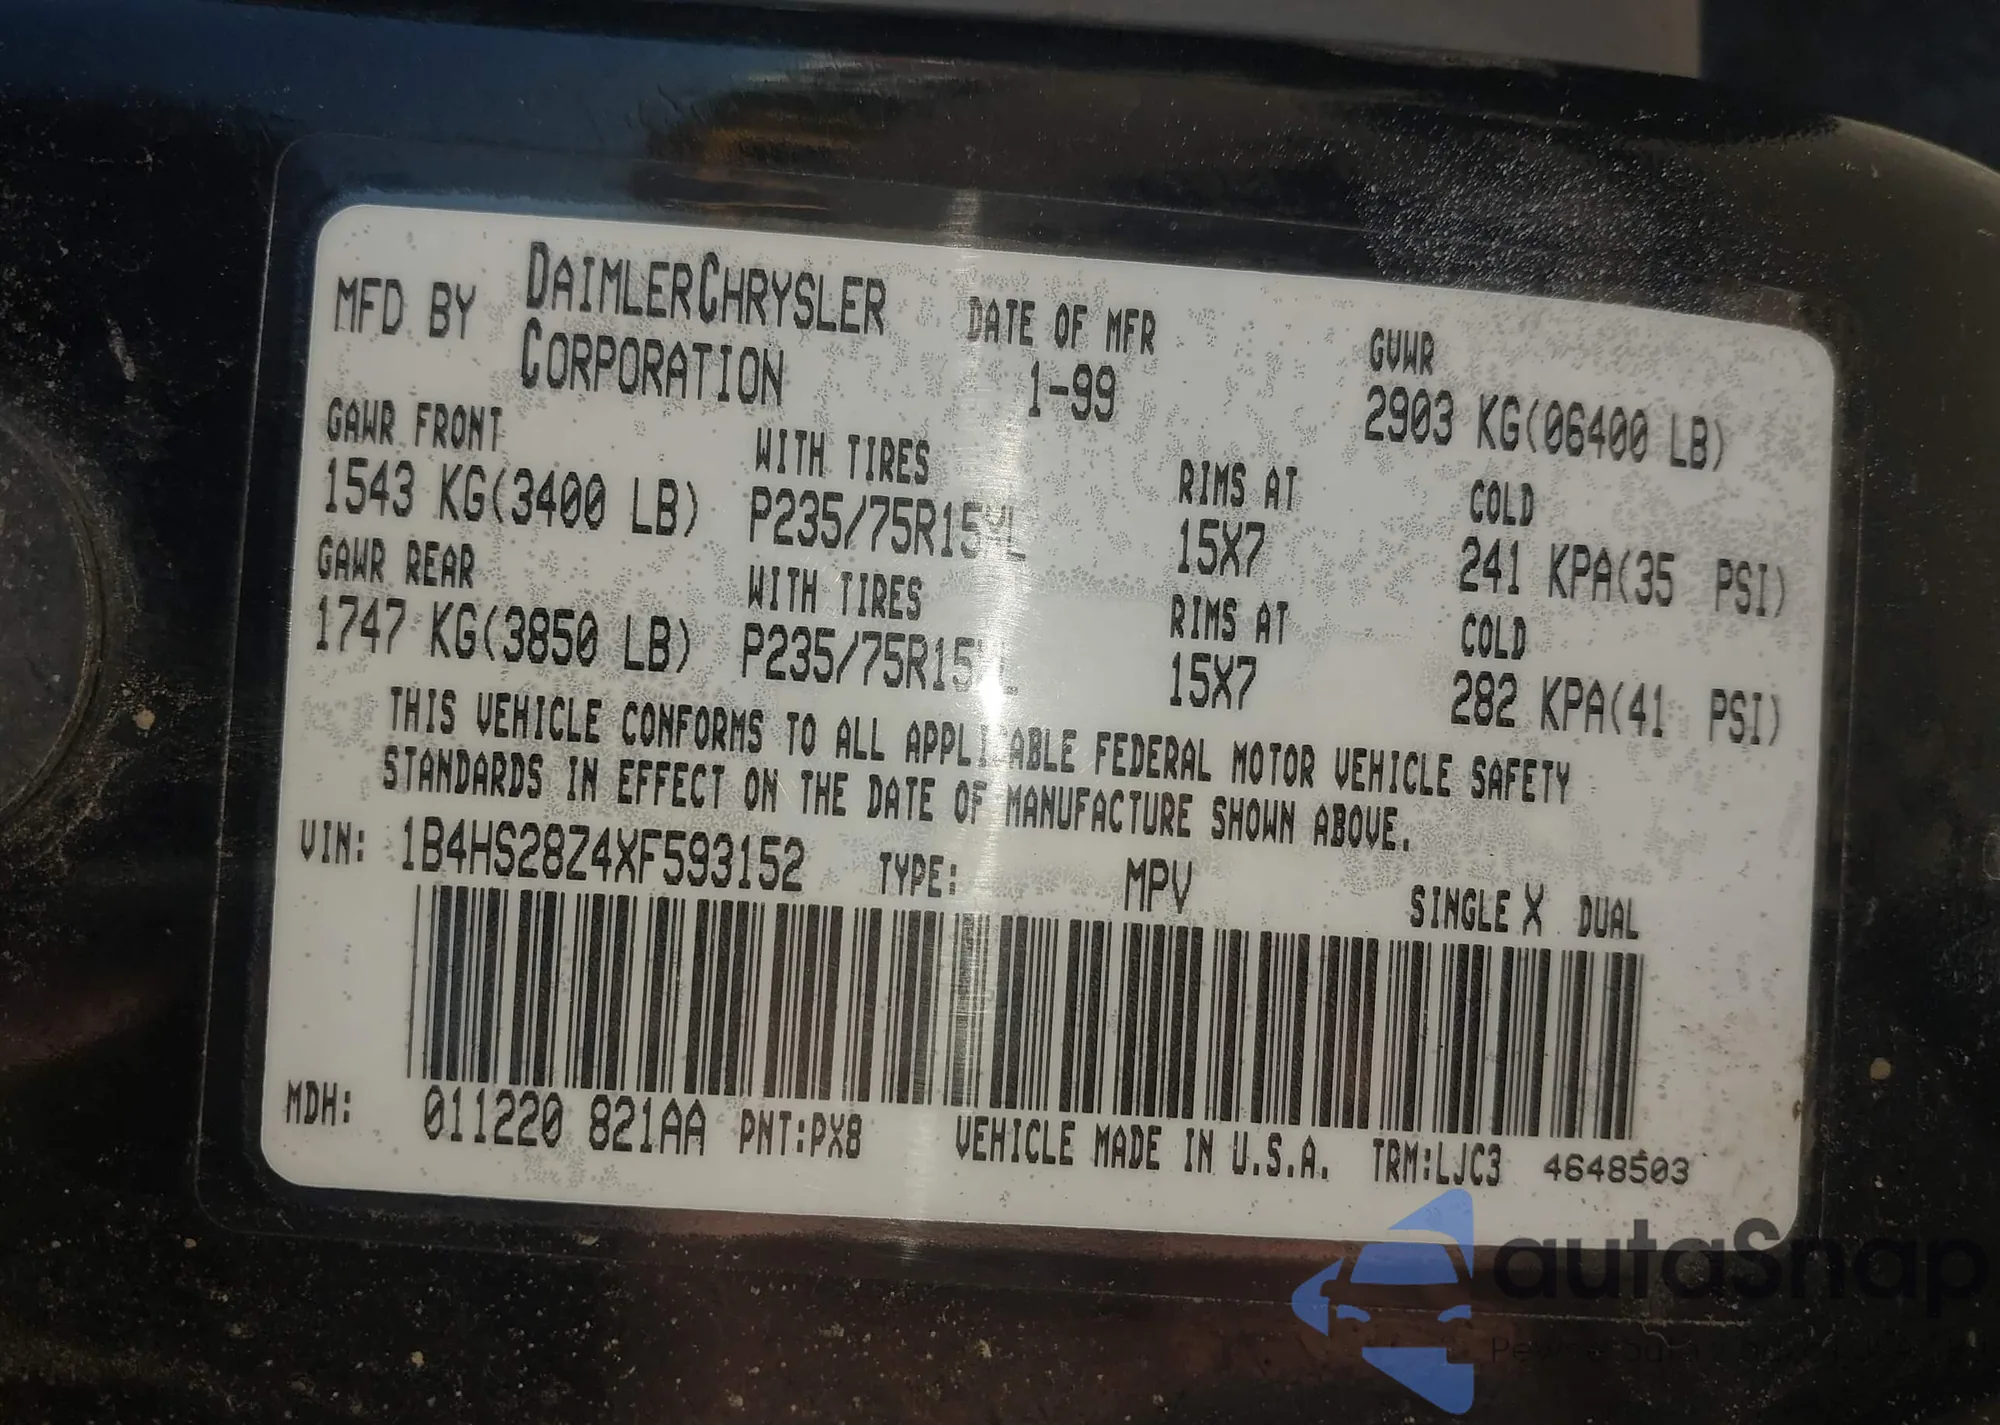 MFD BY DAIMLERCHRYSLER CORPORATION DATE OF MFR 1-99 GVWR 2903 KG(06400 LB)
GAWR FRONT WITH TIRES RIMS AT COLD
1543 KG(3400 LB) P235/75R15XL 15X7 241 KPA(35 PSI)
GAWR REAR WITH TIRES RIMS AT COLD
1747 KG(3850 LB) P235/75R15XL 15X7 282 KPA(41 PSI)
THIS VEHICLE CONFORMS TO ALL APPLICABLE FEDERAL MOTOR VEHICLE SAFETY
STANDARDS IN EFFECT ON THE DATE OF MANUFACTURE SHOWN ABOVE.
VIN: 1B4HS28Z4XF593152 TYPE: MPV SINGLE X DUAL
MDH: 011220 821AA PNT:PX8 VEHICLE MADE IN U.S.A. TRM:LJC3 4648503
autaSnap